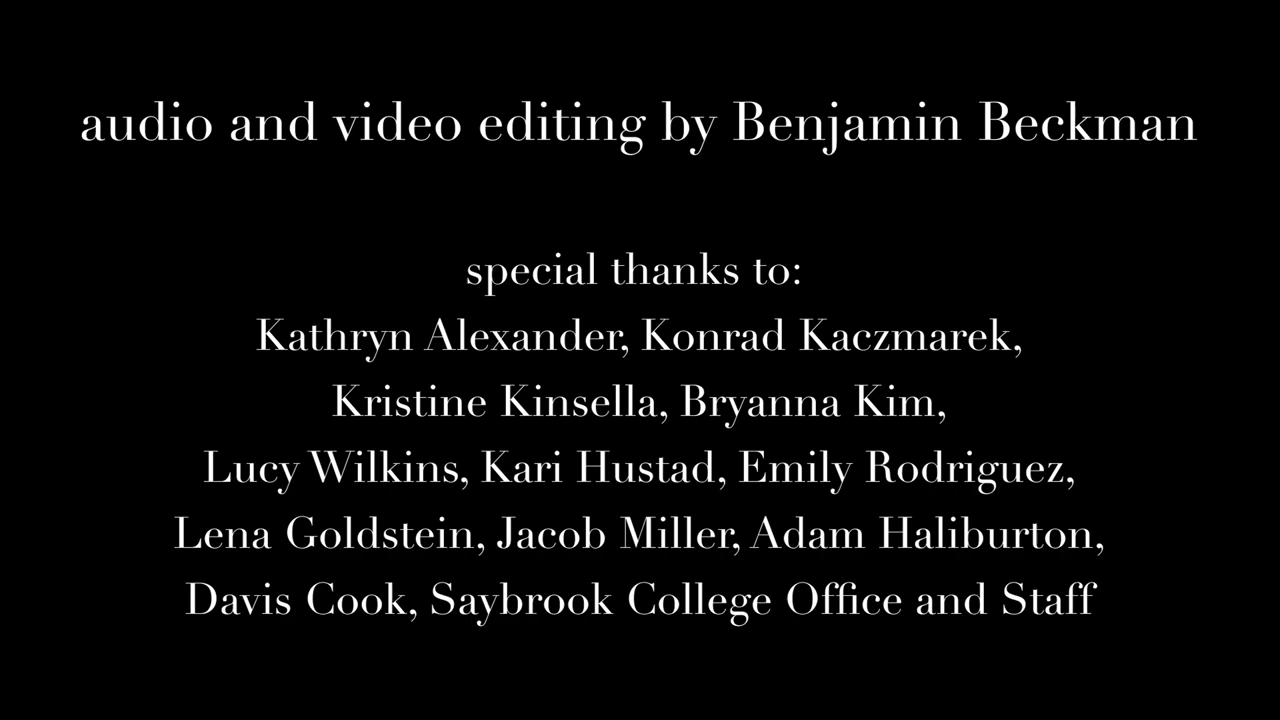 audio and video editing by Benjamin Beckman
special thanks to:
Kathryn Alexander, Konrad Kaczmarek,
Kristine Kinsella, Bryanna Kim,
Lucy Wilkins, Kari Hustad, Emily Rodriguez,
Lena Goldstein, Jacob Miller, Adam Haliburton,
Davis Cook, Saybrook College Office and Staff